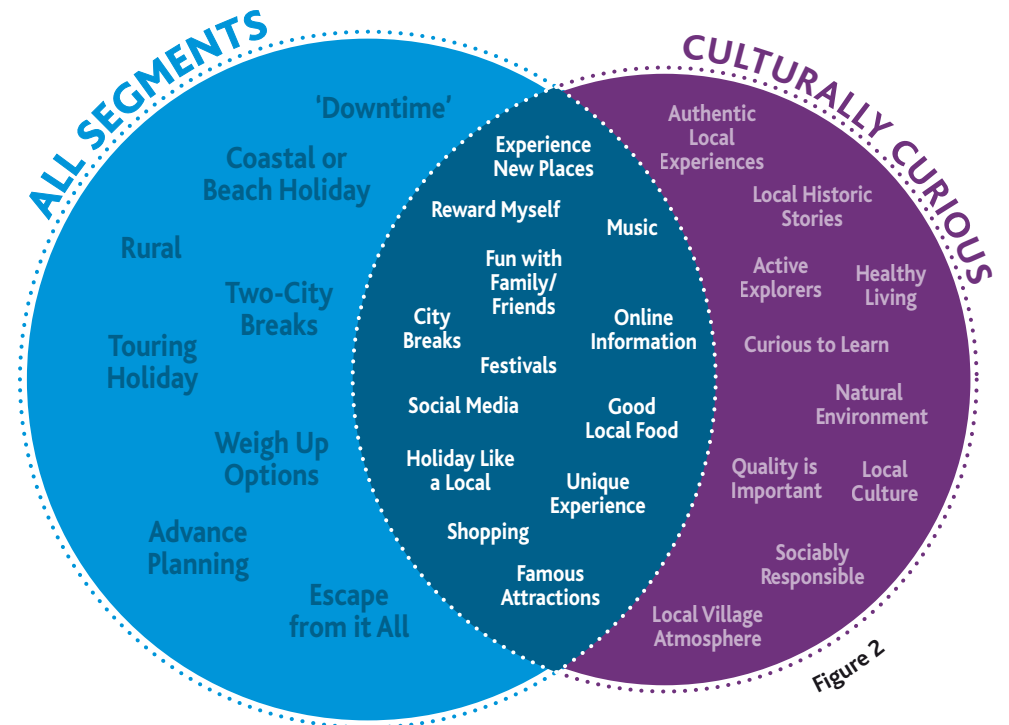 ALL SEGMENTS
'Downtime'
Coastal or
Beach Holiday
Rural
Two-City
Breaks
Touring
Holiday
Weigh Up
Options
Advance
Planning
Escape
from it All
Experience
New Places
Reward Myself
Music
Fun with
Family/
Friends
City
Breaks
Online
Information
Festivals
Social Media
Good
Local Food
Holiday Like
a Local
Unique
Experience
Shopping
Famous
Attractions
CULTURALLY CURIOUS
Authentic
Local
Experiences
Local Historic
Stories
Active
Explorers
Healthy
Living
Curious to Learn
Natural
Environment
Quality is
Important
Local
Culture
Sociably
Responsible
Local Village
Atmosphere
Figure 2